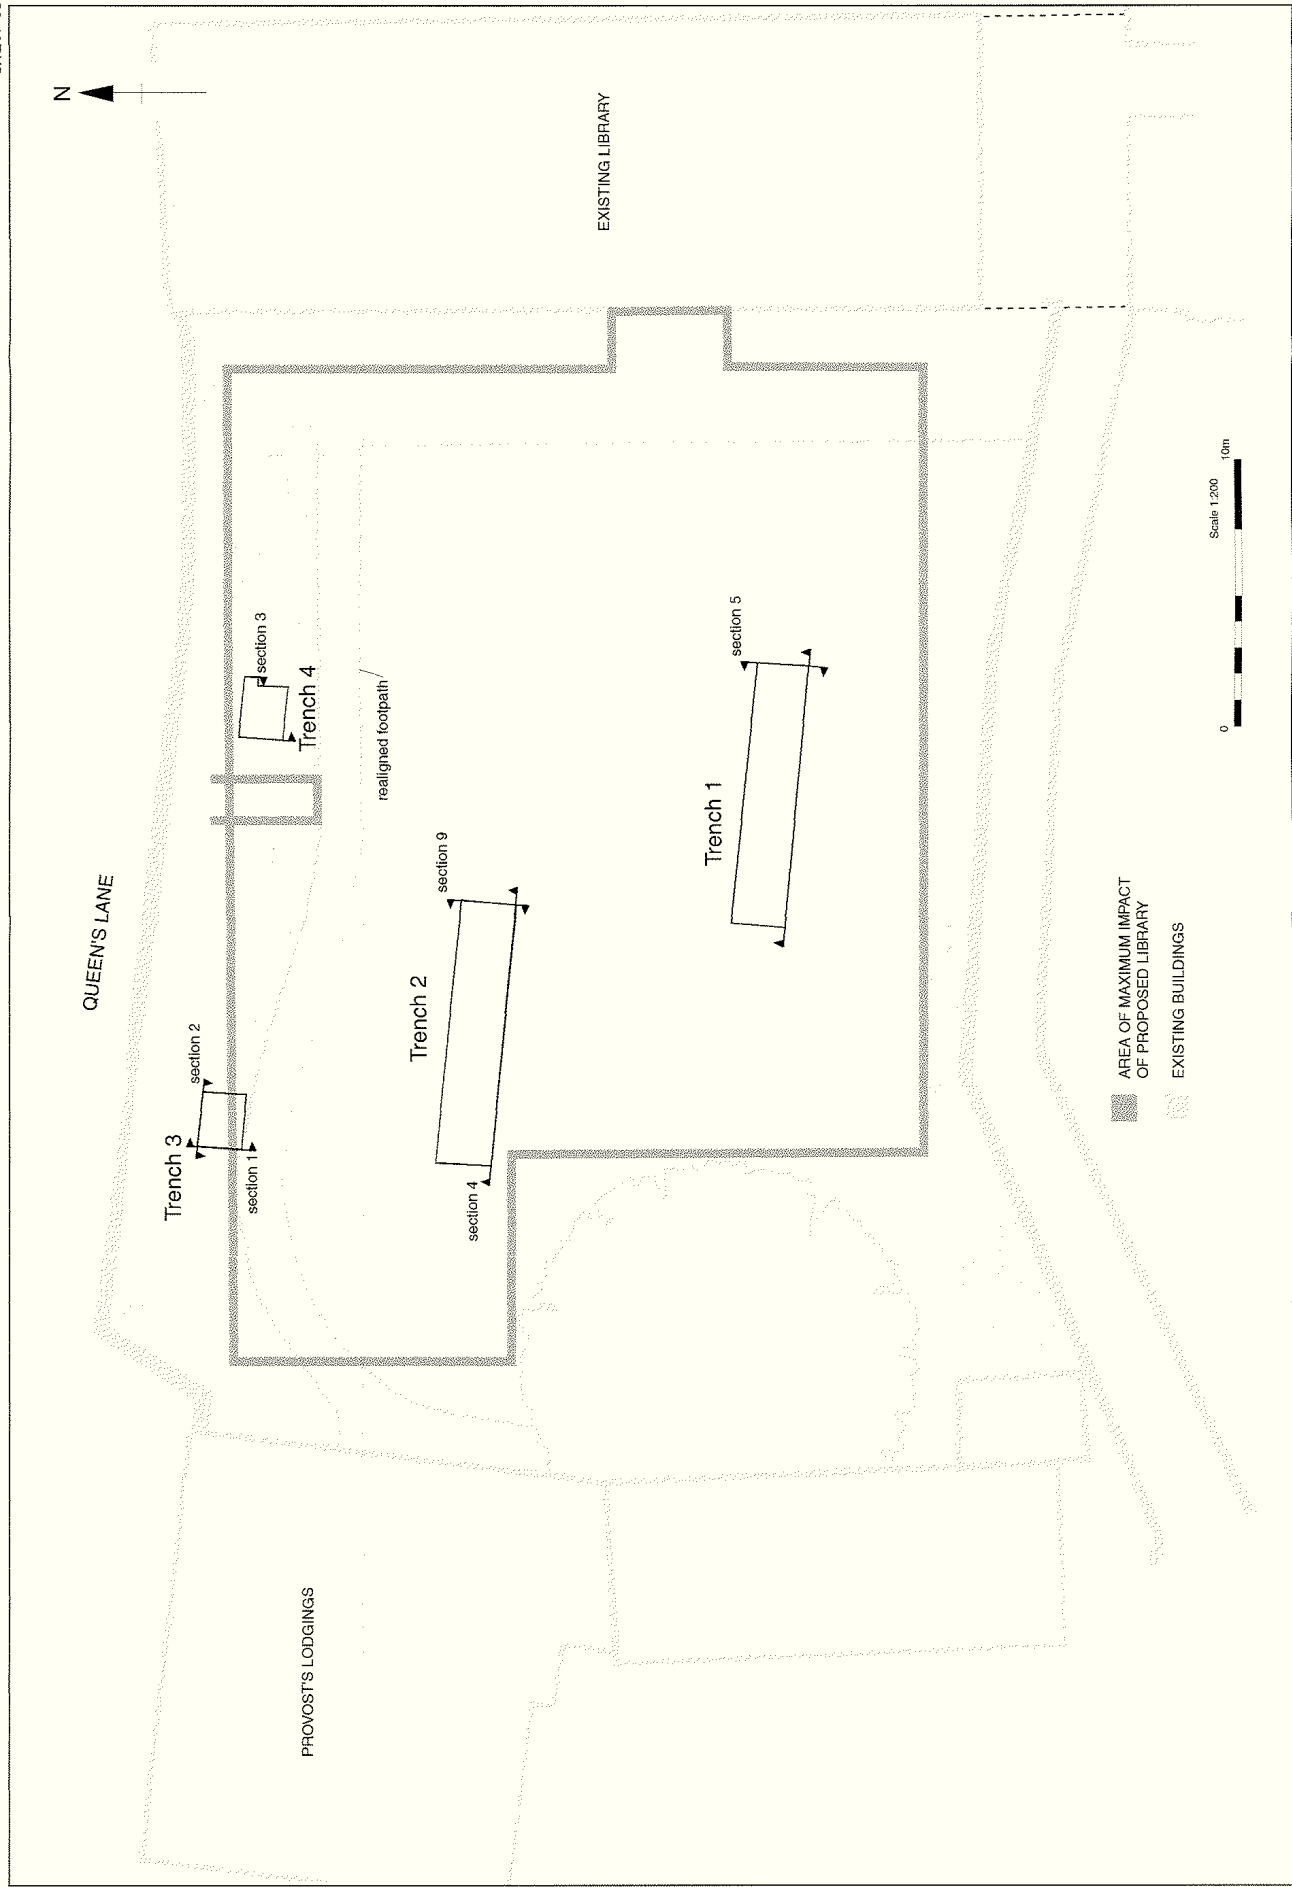 N
QUEEN'S LANE
EXISTING LIBRARY
Trench 3
section 2
section 1
section 3
Trench 4
realigned footpath
Trench 2
section 9
section 4
section 5
Trench 1
PROVOST'S LODGINGS
AREA OF MAXIMUM IMPACT
OF PROPOSED LIBRARY
EXISTING BUILDINGS
Scale 1:200
0
10m